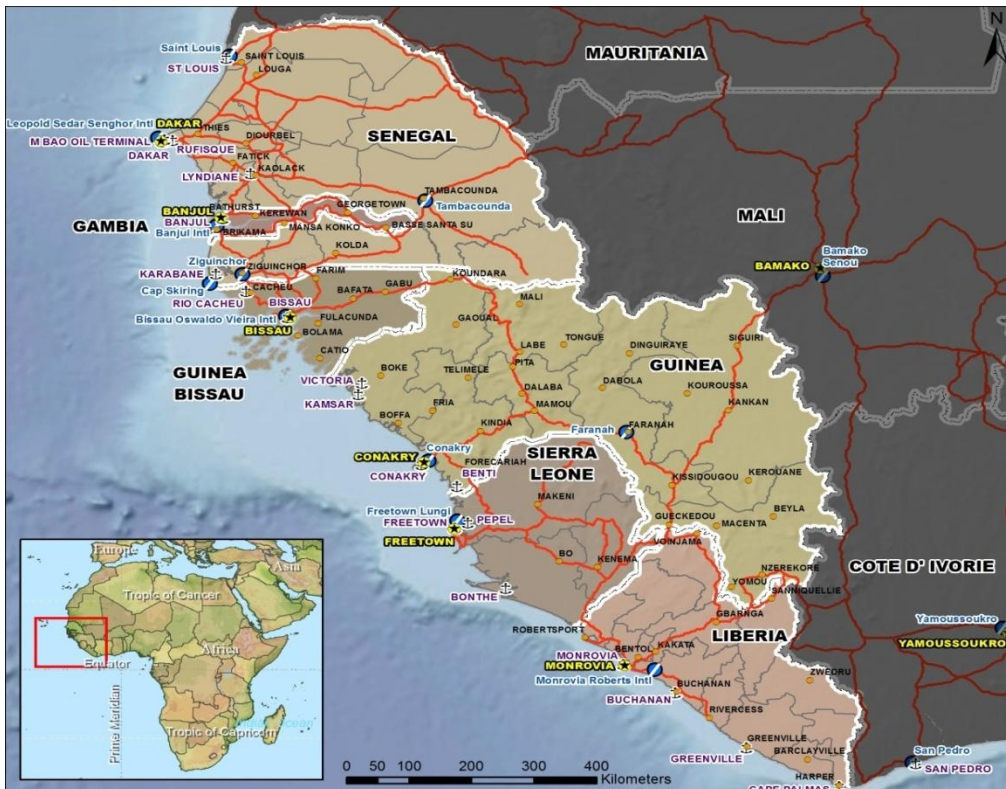 N
MAURITANIA
Saint Louis
SAINT LOUIS
ST LOUIS
LOUGA
Leopold Sedar Senghor Intl
DAKAR
THIES
M BAO OIL TERMINAL
RUFISQUE
DIOURBEL
SENEGAL
DAKAR
FATICK
LYNDIANE
KAOLACK
TAMBACOUNDA
Tambacounda
MALI
BATHURST
GEORGETOWN
BANJUL
KEREWAN
GAMBIA
BANJUL
MANSA KONKO
BASSE SANTA SU
Banjul Intl
BRIKAMA
KOLDA
Bamako
Senou
BAMAKO
Ziguinchor
ZIGUINCHOR
KARABANE
FARIM
KOUNDARA
Cap Skiring
CACHEU
RIO CACHEU
BISSAU
BAFATA
GABU
MALI
Bissau Oswaldo Vieira Intl
FULACUNDA
GAOUAL
BISSAU
BOLAMA
SIGUIRI
TONGUE
LABE
DINGUIRAYE
CATIO
PITA
GUINEA
GUINEA
BISSAU
BOKE
TELIMELE
VICTORIA
DABOLA
KOUROUSSA
DALABA
KAMSAR
FRIA
MAMOU
KANKAN
BOFFA
KINDIA
Faranah
FARANAH
Conakry
CONAKRY
CONAKRY
FORECARIAH
BENTI
SIERRA
LEONE
KISSIDOUGOU
KEROUANE
MAKENI
Freetown Lungi
FREETOWN
PEPEL
GUECKEDOU
MACENTA
BEYLA
FREETOWN
VOINJAMA
BO
KENEMA
NZEREKORE
COTE D' IVORIE
YOMOU
SANNIQUELLIE
BONTHE
GBARNGA
Yamoussoukro
ROBERTSPORT
LIBERIA
YAMOUSSOUKRO
MONROVIA
BENTOL
KAKATA
MONROVIA
ZWEDRU
Monrovia Roberts Intl
BUCHANAN
BUCHANAN
RIVERCESS
GREENVILLE
BARCLAYVILLE
San Pedro
GREENVILLE
SAN PEDRO
HARPER
CAPE PALMAS
Europe
Asia
Tropic of Cancer
Africa
Equator
Prime Meridian
Tropic of Capricorn
0 50 100 200 300 400
Kilometers